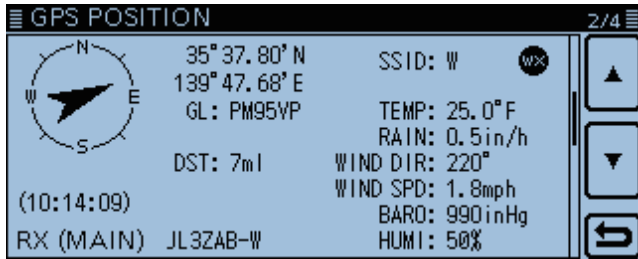 GPS POSITION 2/4
N
W E
S
35°37.80'N
139°47.68'E
GL: PM95VP
DST: 7ml
SSID: W WX
TEMP: 25.0°F
RAIN: 0.5in/h
WIND DIR: 220°
WIND SPD: 1.8mph
BARO: 990inHg
HUMI: 50%
(10:14:09)
RX (MAIN) JL3ZAB-W